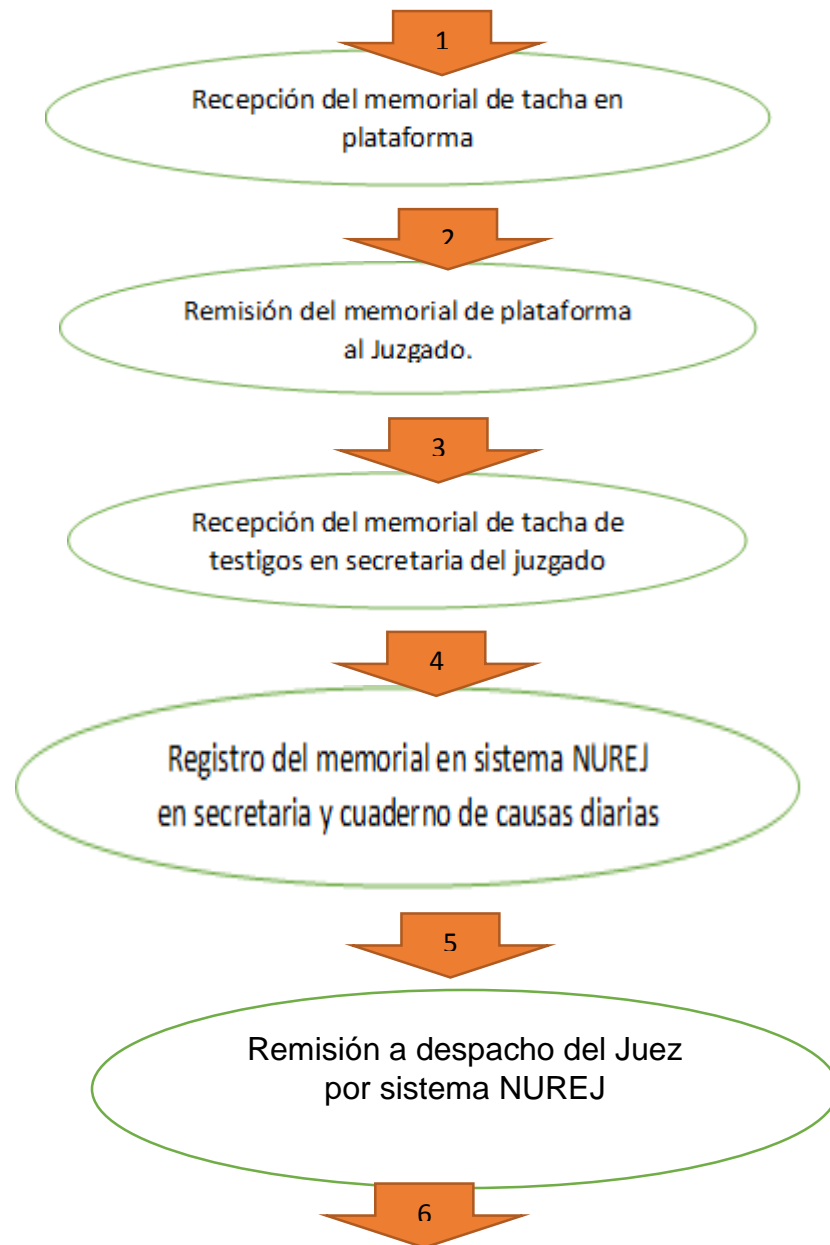 1
Recepción del memorial de tacha en
plataforma
2
Remisión del memorial de plataforma
al Juzgado.
3
Recepción del memorial de tacha de
testigos en secretaria del juzgado
4
Registro del memorial en sistema NUREJ
en secretaria y cuaderno de causas diarias
5
Remisión a despacho del Juez
por sistema NUREJ
6